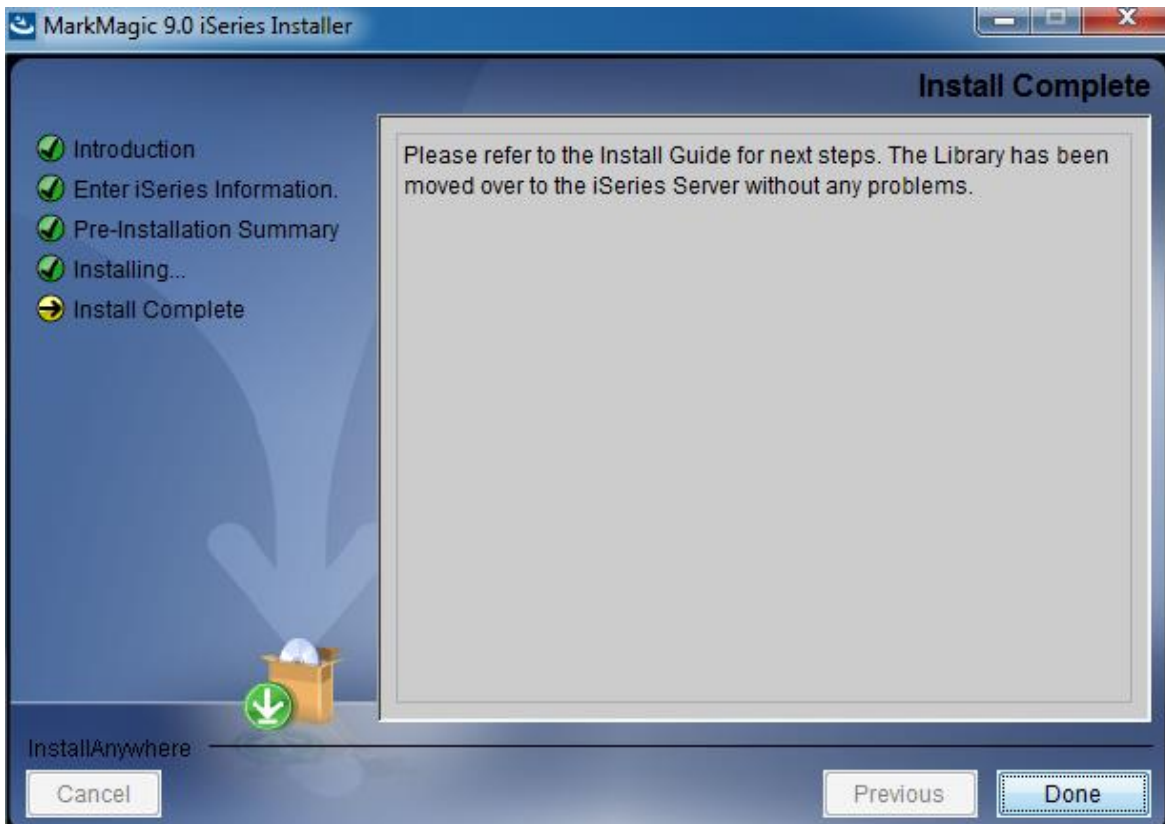 MarkMagic 9.0 iSeries Installer
Install Complete
Introduction
Enter iSeries Information.
Pre-Installation Summary
Installing...
Install Complete
Please refer to the Install Guide for next steps. The Library has been
moved over to the iSeries Server without any problems.
InstallAnywhere
Cancel
Previous
Done